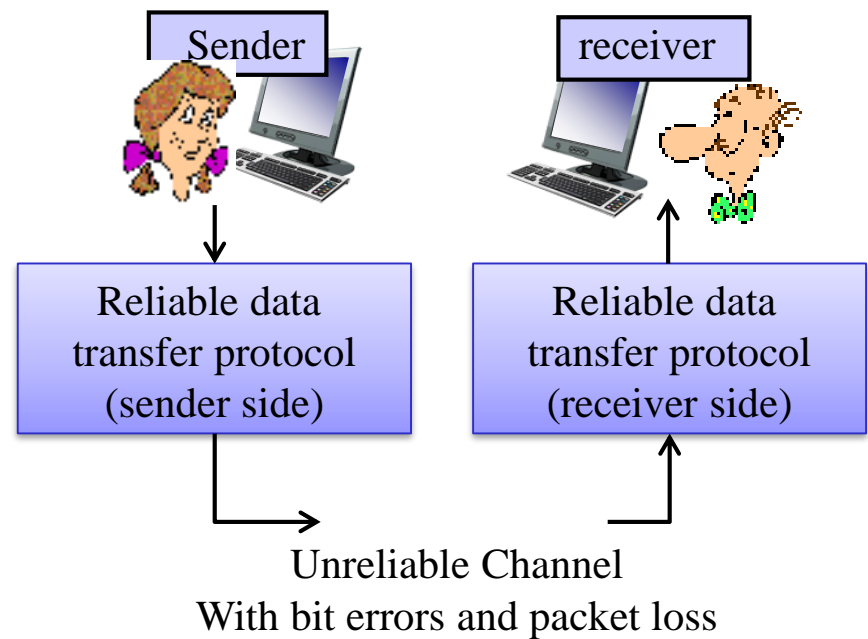 Sender
receiver
Reliable data
transfer protocol
(sender side)
Reliable data
transfer protocol
(receiver side)
Unreliable Channel
With bit errors and packet loss